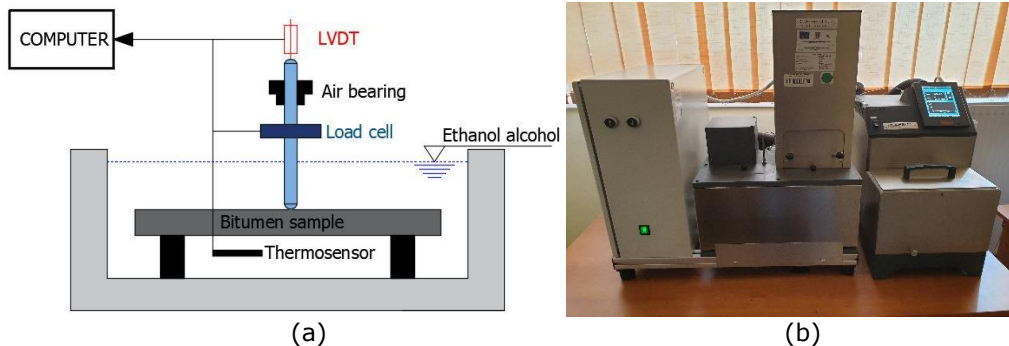 COMPUTER
LVDT
Air bearing
Load cell
Ethanol alcohol
Bitumen sample
Thermosensor
(a)
(b)